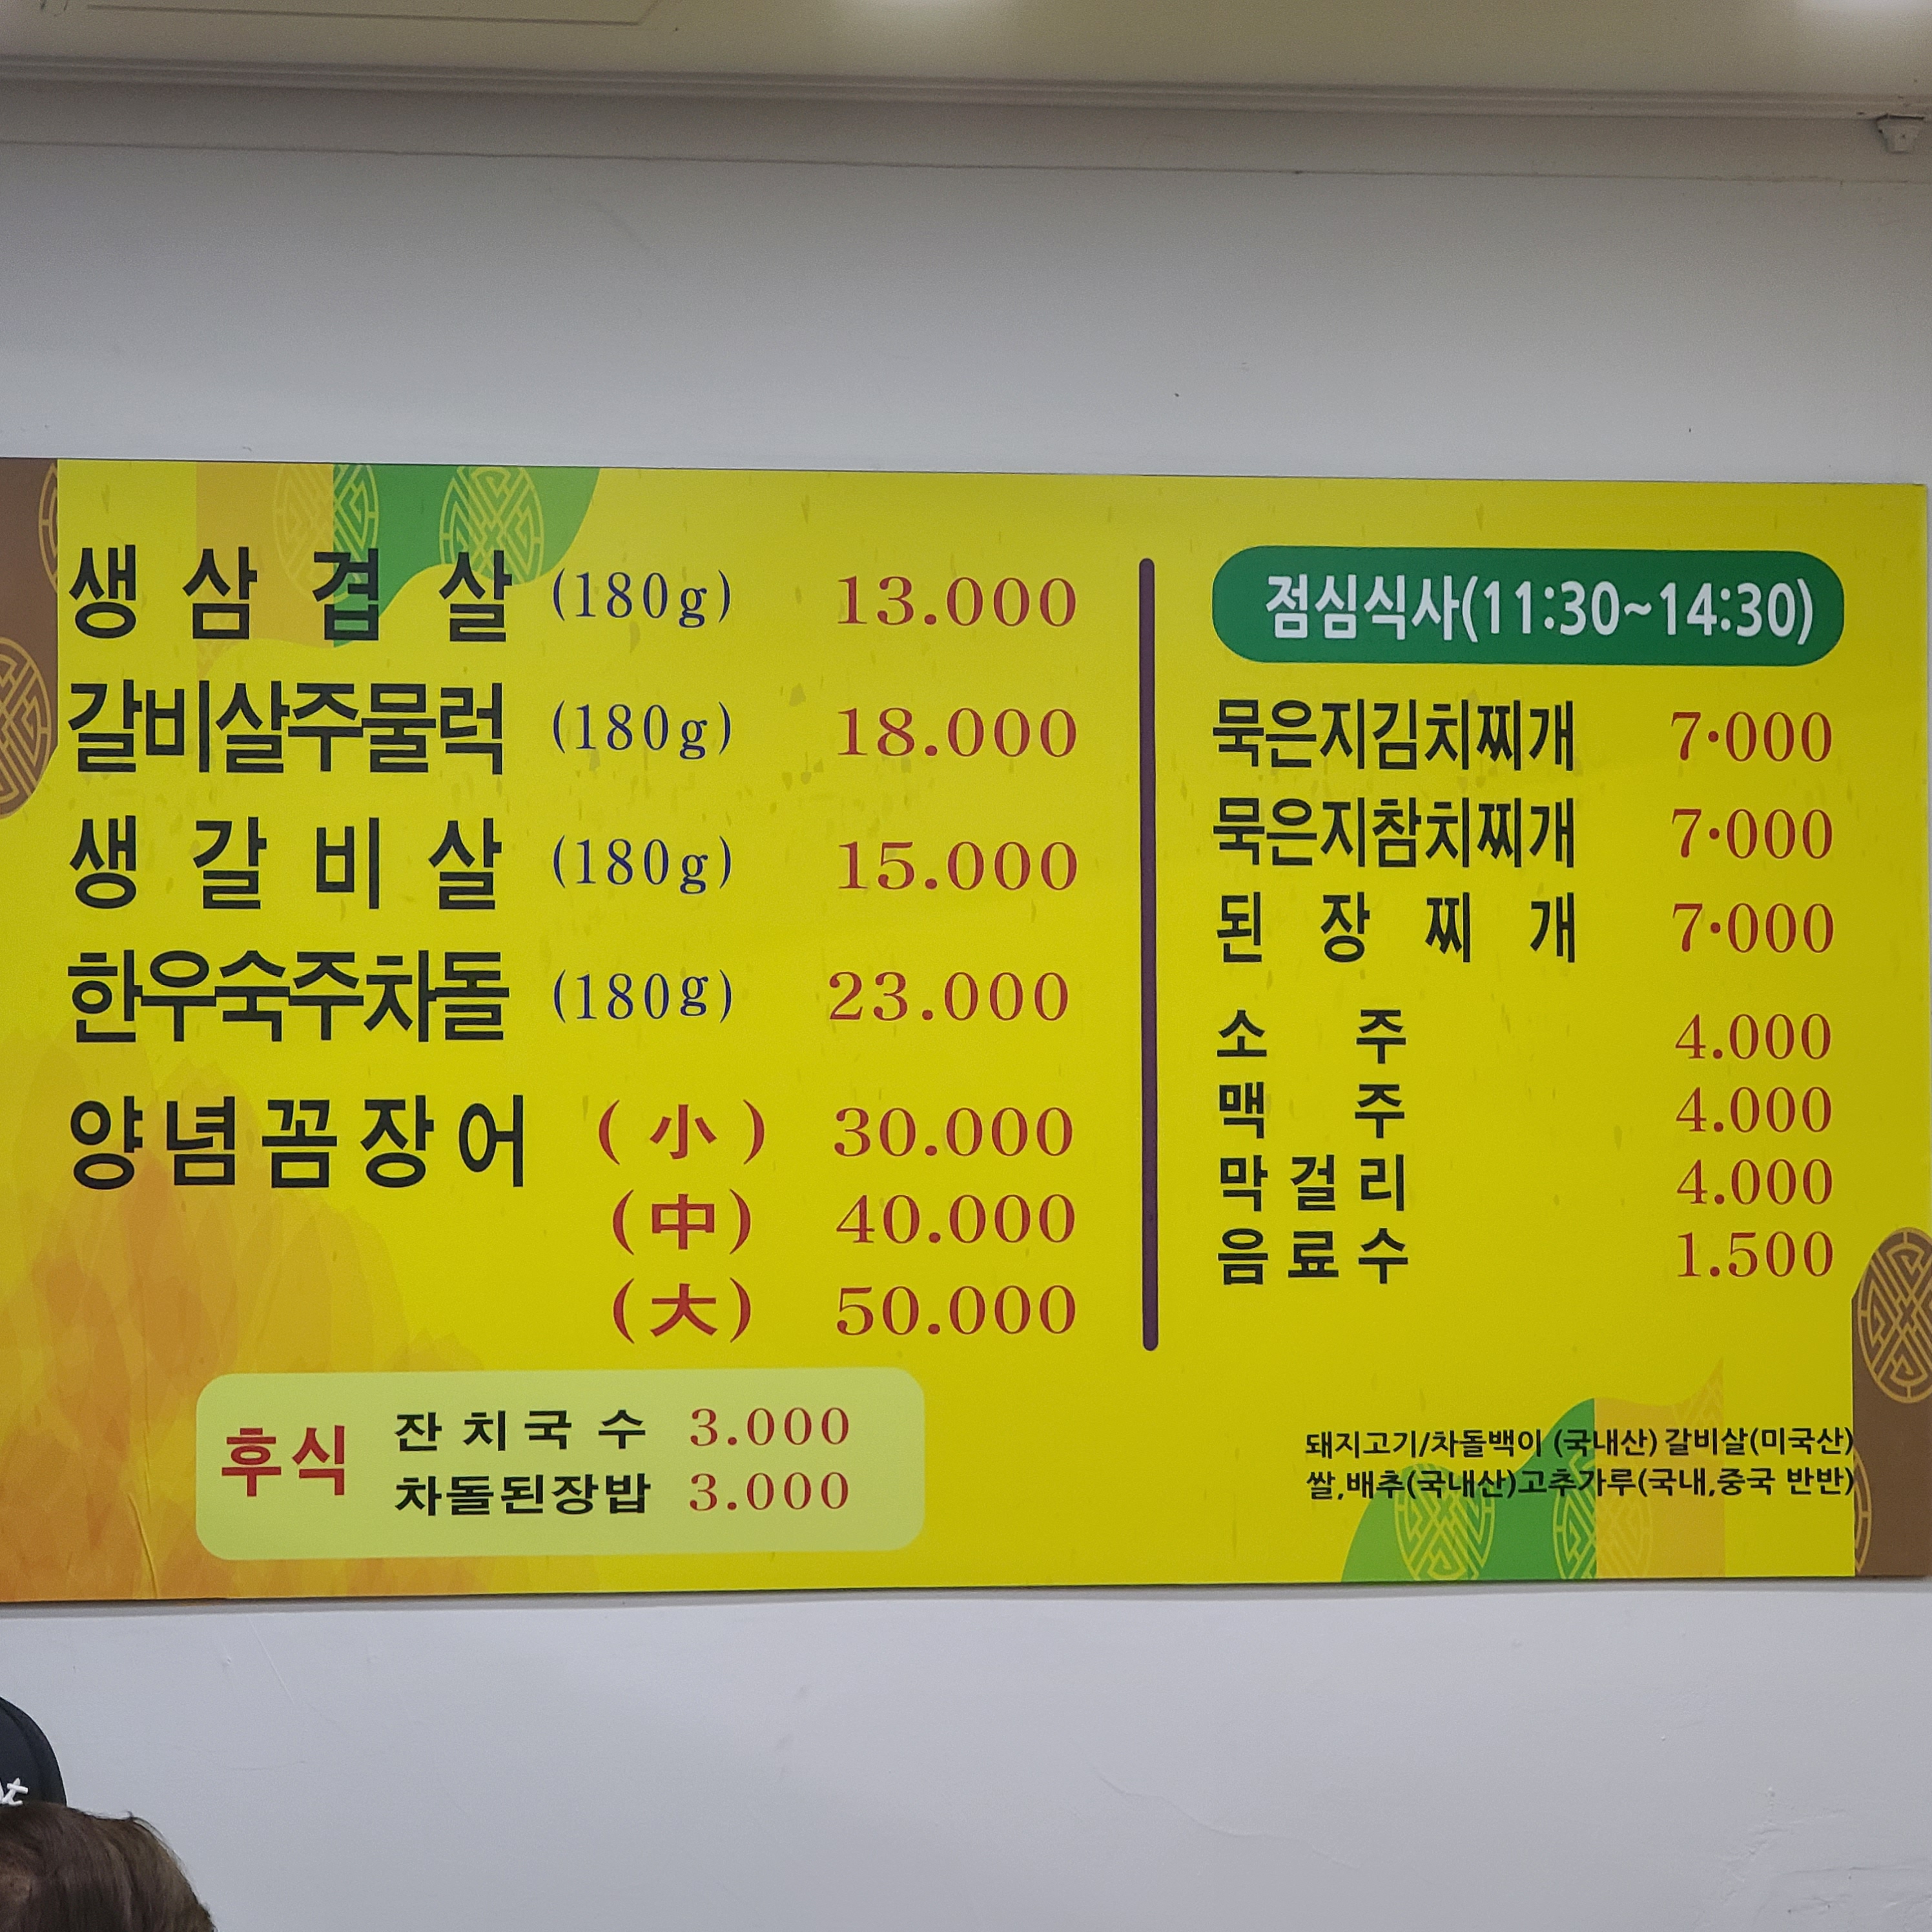 생삼겹살 (180g) 13.000
갈비살주물럭 (180g) 18.000
생갈비살 (180g) 15.000
한우숙주차돌 (180g) 23.000
양념꼼장어 (小) 30.000
(中) 40.000
(大) 50.000
후식
잔치국수 3.000
차돌된장밥 3.000
점심식사(11:30~14:30)
묵은지김치찌개 7·000
묵은지참치찌개 7·000
된장찌개 7·000
소주 4.000
맥주 4.000
막걸리 4.000
음료수 1.500
돼지고기/차돌백이 (국내산) 갈비살(미국산)
쌀,배추(국내산)고추가루(국내,중국 반반)